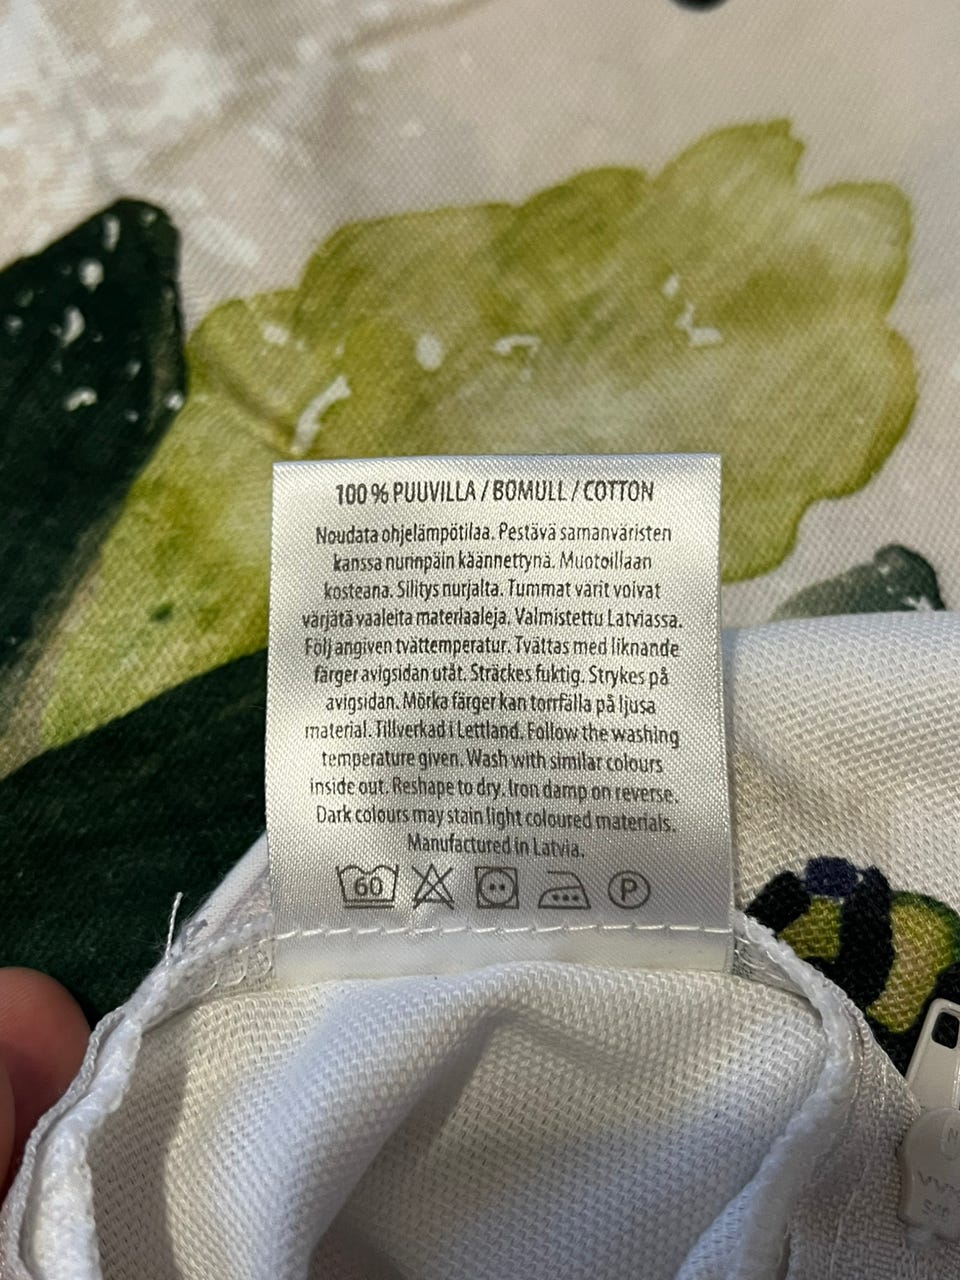 100 % PUUVILLA / BOMULL / COTTON
Noudata ohjelämpötilaa. Pestävä samanväristen
kanssa nurinpäin käännettynä. Muotoillaan
kosteana. Silitys nurjalta. Tummat värit voivat
värjätä vaaleita materiaaleja. Valmistettu Latviassa.
Följ angiven tvättemperatur. Tvättas med liknande
färger avigsidan utåt. Sträckes fuktig. Strykes på
avigsidan. Mörka färger kan torrfälla på ljusa
material. Tillverkad i Lettland. Follow the washing
temperature given. Wash with similar colours
inside out. Reshape to dry. Iron damp on reverse.
Dark colours may stain light coloured materials.
Manufactured in Latvia.
60 P